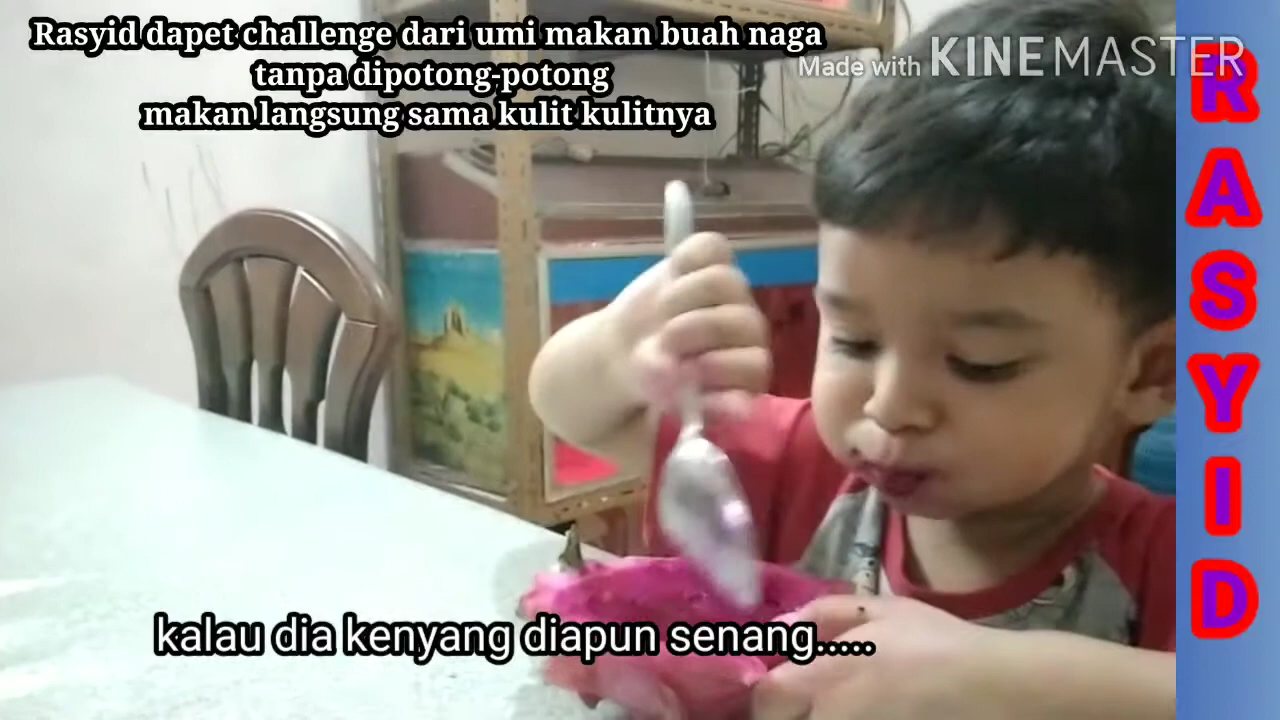 Rasyid dapet challenge dari umi makan buah naga
tanpa dipotong-potong
makan langsung sama kulit kulitnya
Made with KINEMASTER
RASYID
kalau dia kenyang diapun senang.....